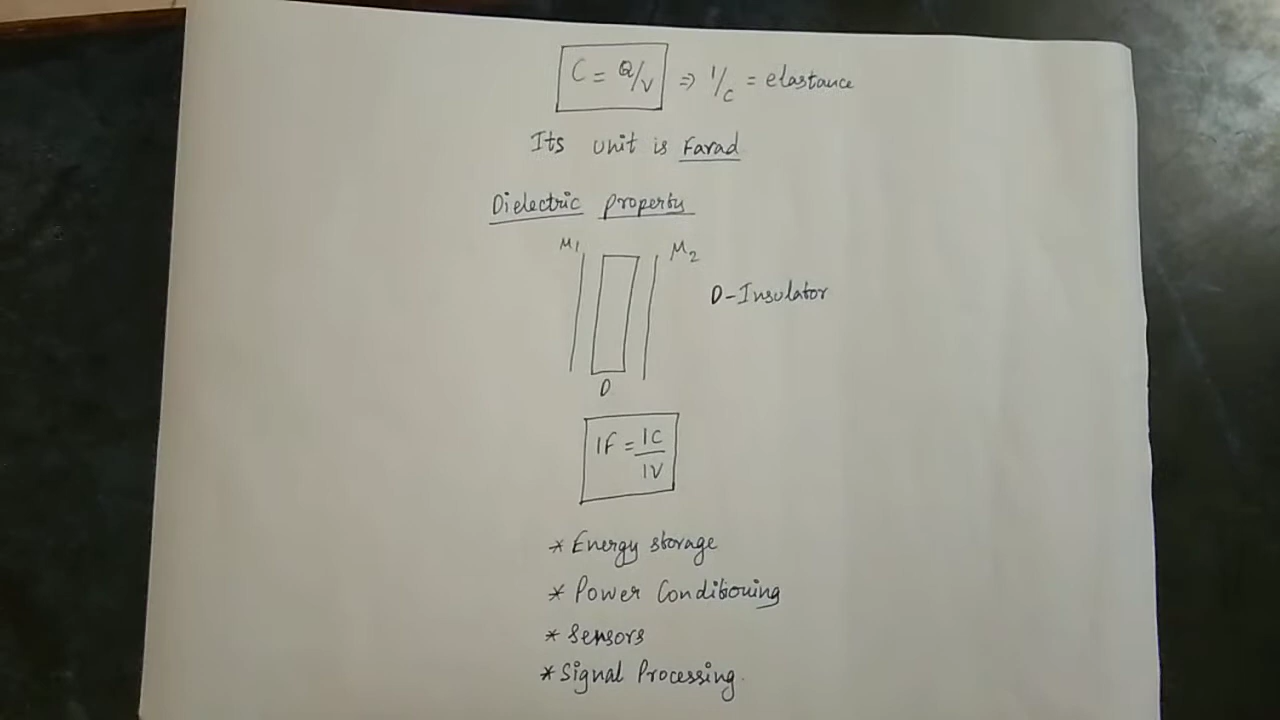 C = Q/V ⇒ 1/C = elastance
Its unit is Farad
Dielectric property
M1 M2
D-Insulator
D
1F = 1C/1V
* Energy storage
* Power Conditioning
* Sensors
* Signal Processing.